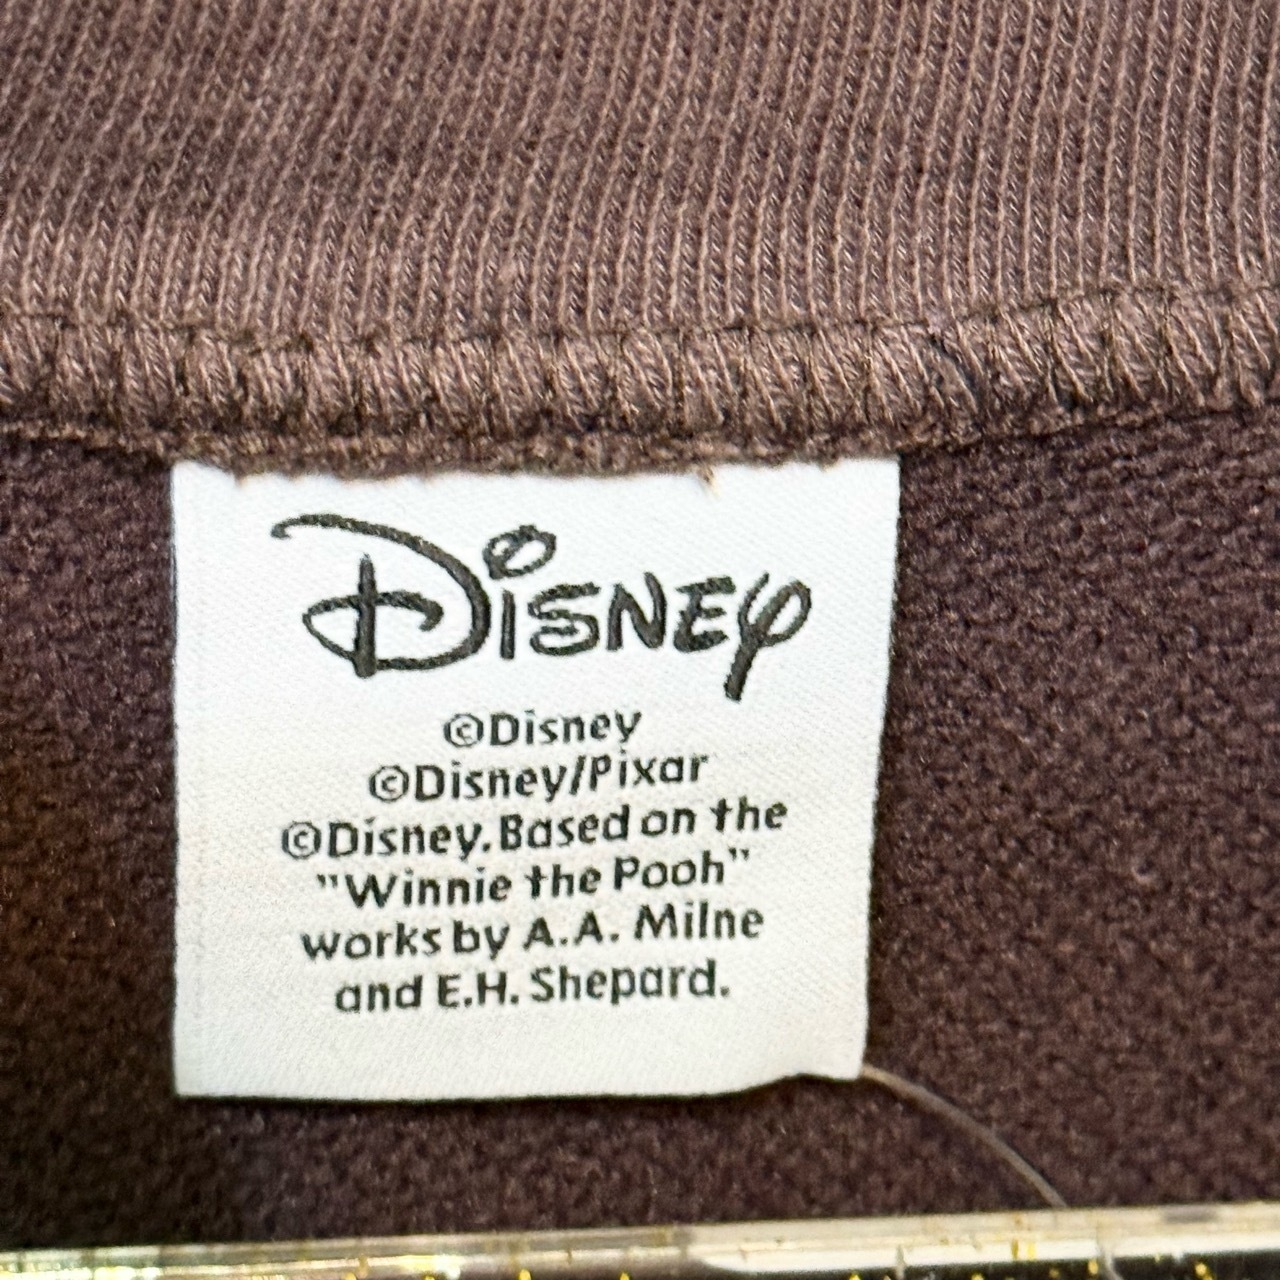 Disney
©Disney
©Disney/Pixar
©Disney. Based on the
"Winnie the Pooh"
works by A.A. Milne
and E.H. Shepard.